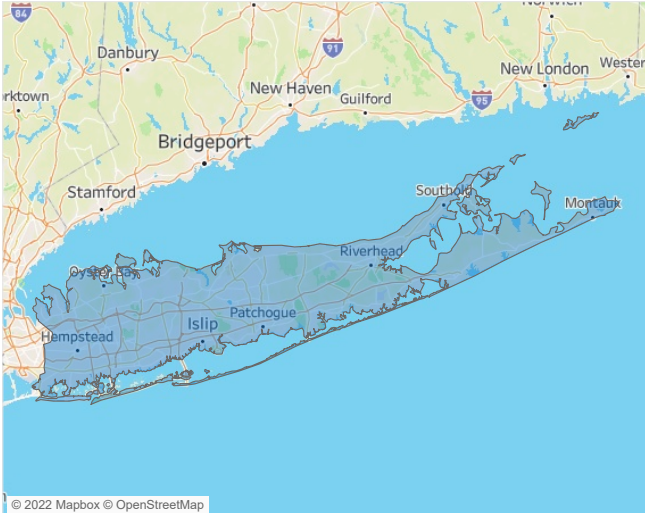 84
Danbury
91
New Haven
New London
Wester
rktown
Guilford
95
Bridgeport
Stamford
Southold
Montauk
Riverhead
Oyster Bay
Patchogue
Islip
Hempstead
© 2022 Mapbox © OpenStreetMap